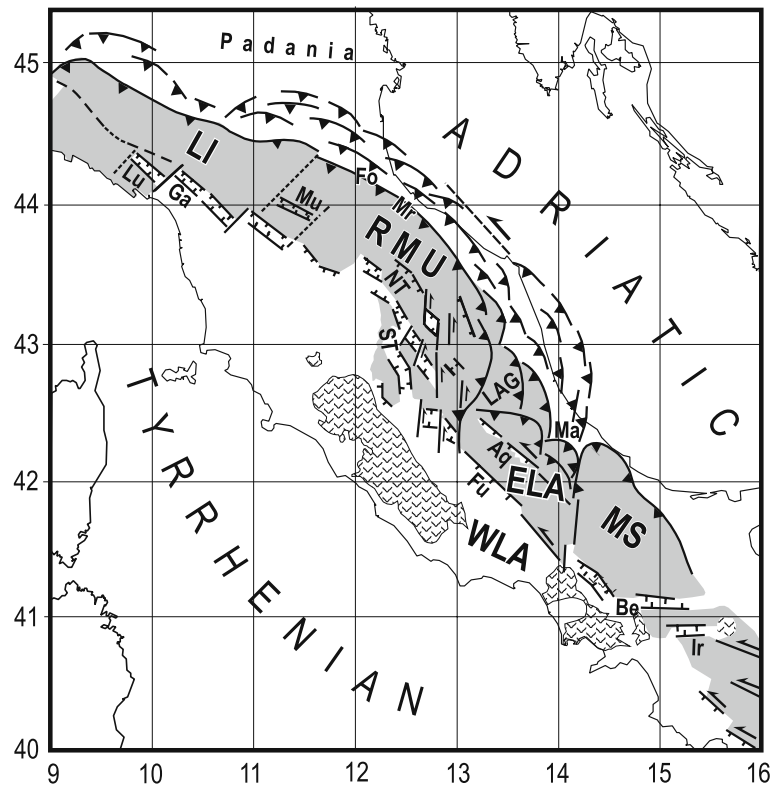 Padania
45
ADRIATIC
LI
Lu
Ga
Mu
Fo
44
Mr
RMU
NT
43
ST
LAG
TYRRHENIAN
Ma
Aq
42
ELA
Fu
MS
WLA
Be
41
Ir
40
9 10 11 12 13 14 15 16